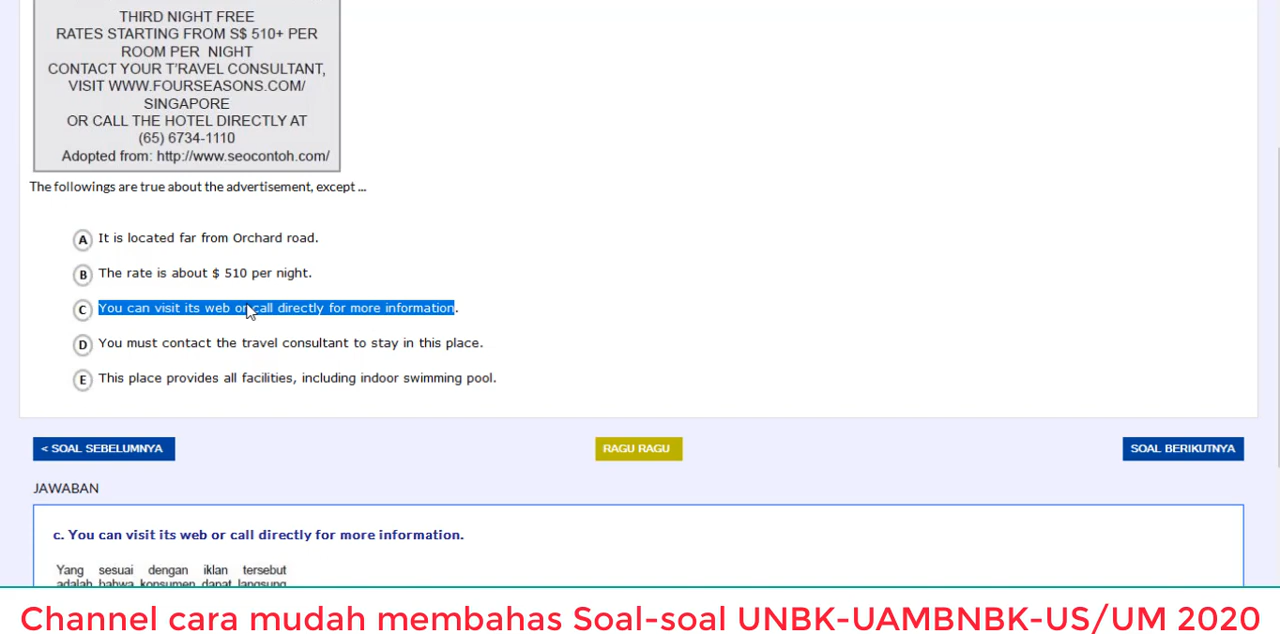 THIRD NIGHT FREE
RATES STARTING FROM S$ 510+ PER
ROOM PER NIGHT
CONTACT YOUR T'RAVEL CONSULTANT,
VISIT WWW.FOURSEASONS.COM/
SINGAPORE
OR CALL THE HOTEL DIRECTLY AT
(65) 6734-1110
Adopted from: http://www.seocontoh.com/
The followings are true about the advertisement, except ...
A It is located far from Orchard road.
B The rate is about $ 510 per night.
C You can visit its web or call directly for more information.
D You must contact the travel consultant to stay in this place.
E This place provides all facilities, including indoor swimming pool.
< SOAL SEBELUMNYA
RAGU RAGU
SOAL BERIKUTNYA
JAWABAN
c. You can visit its web or call directly for more information.
Yang sesuai dengan iklan tersebut
adalah bahwa konsumen dapat langsung
Channel cara mudah membahas Soal-soal UNBK-UAMBNBK-US/UM 2020